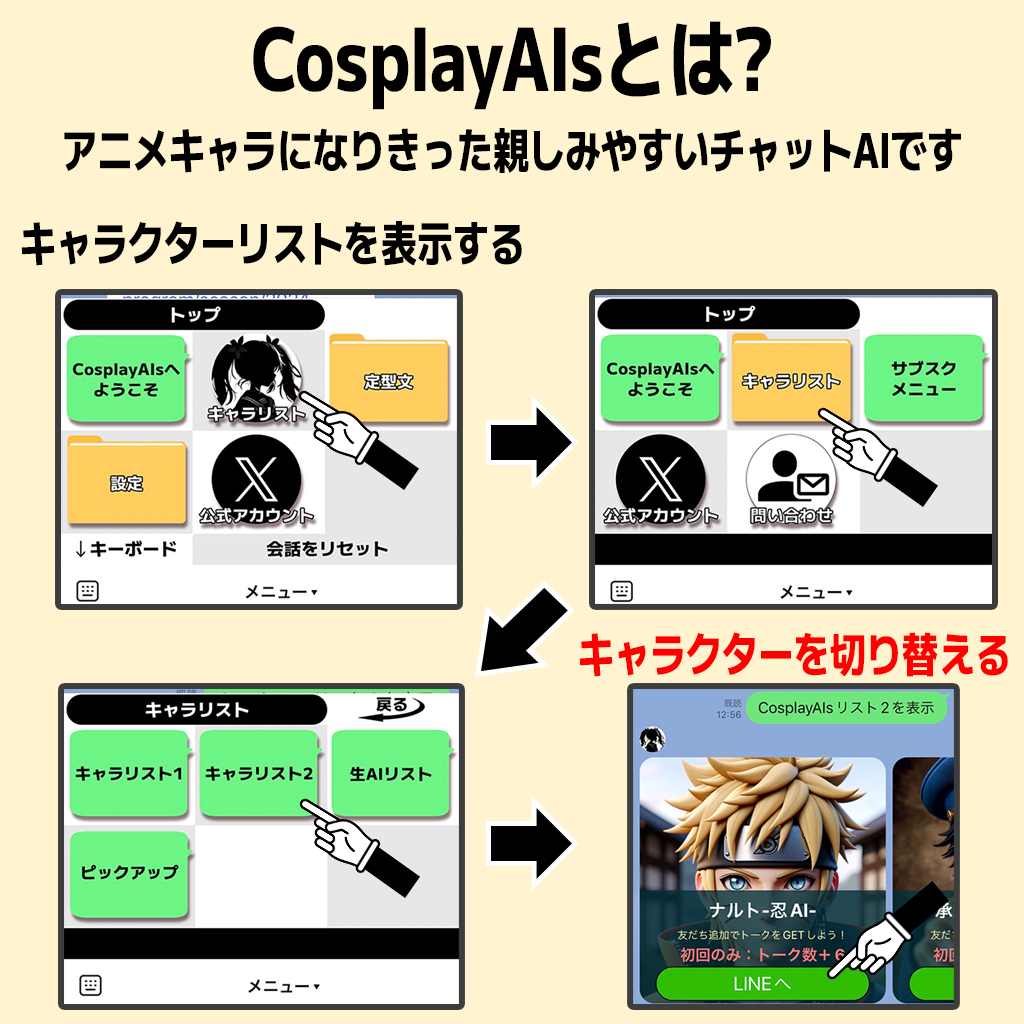 CosplayAIsとは?
アニメキャラになりきった親しみやすいチャットAIです
キャラクターリストを表示する
トップ
CosplayAIsへ
ようこそ
キャラリスト
定型文
設定
公式アカウント
↓キーボード
会話をリセット
メニュー▾
トップ
CosplayAIsへ
ようこそ
キャラリスト
サブスク
メニュー
公式アカウント
問い合わせ
メニュー▾
キャラクターを切り替える
キャラリスト
戻る
キャラリスト1
キャラリスト2
生AIリスト
ピックアップ
メニュー▾
既読
12:56
CosplayAIs リスト 2 を表示
ナルト-忍 AI-
友だち追加でトークをGETしよう！
初回のみ：トーク数＋6
LINEへ
承
友だ
初回